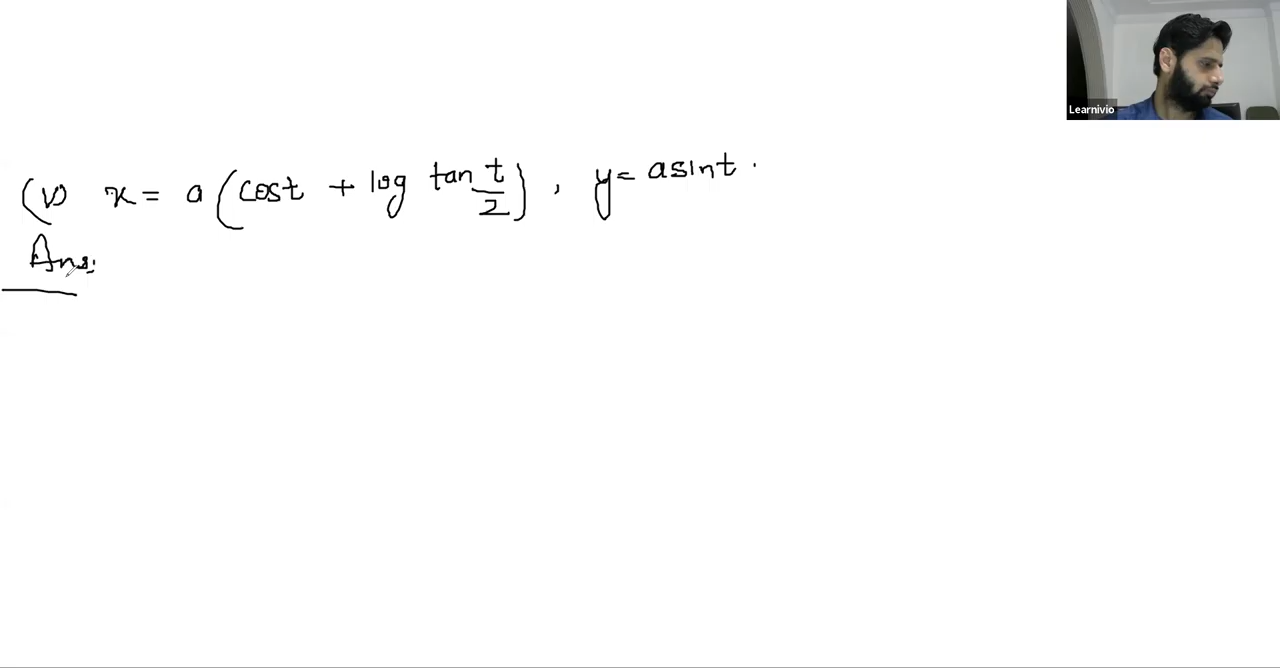 Learnivio
(v) x = a(cost + log tan t/2), y = asint.
Ans: